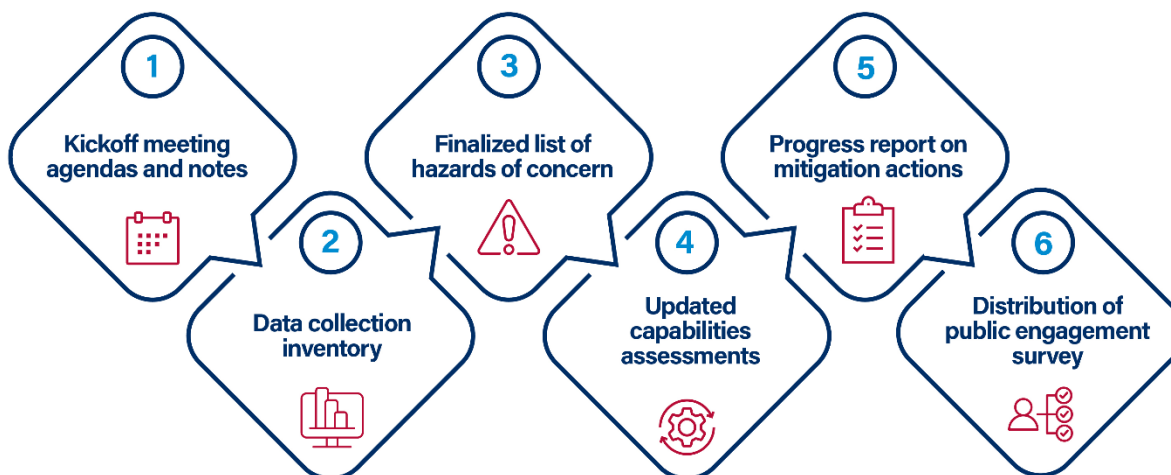 1
Kickoff meeting
agendas and notes
2
Data collection
inventory
3
Finalized list of
hazards of concern
4
Updated
capabilities
assessments
5
Progress report on
mitigation actions
6
Distribution of
public engagement
survey